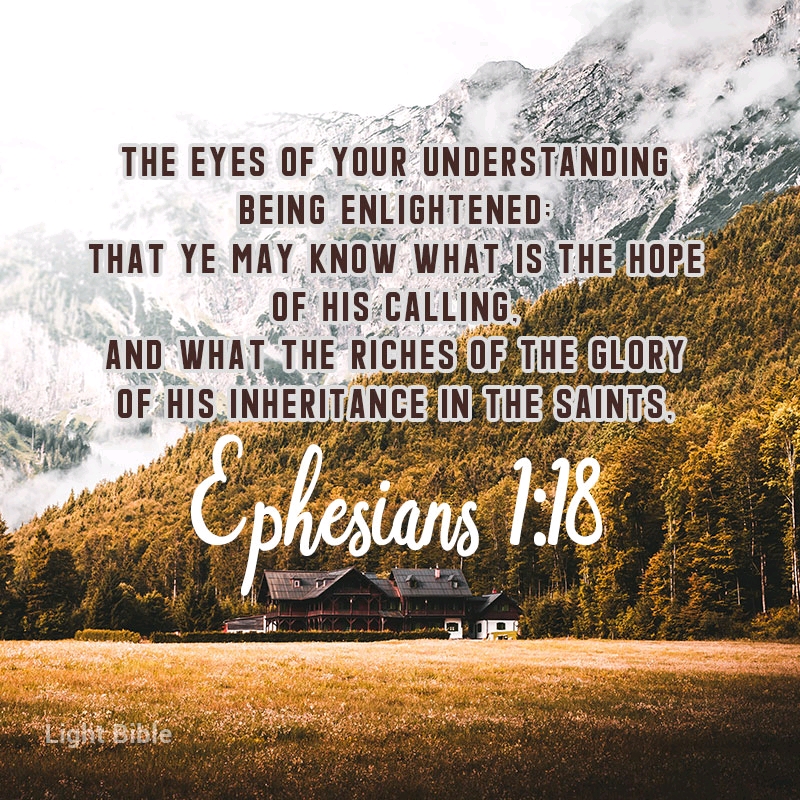 THE EYES OF YOUR UNDERSTANDING
BEING ENLIGHTENED;
THAT YE MAY KNOW WHAT IS THE HOPE
OF HIS CALLING,
AND WHAT THE RICHES OF THE GLORY
OF HIS INHERITANCE IN THE SAINTS,
Ephesians 1:18
Light Bible